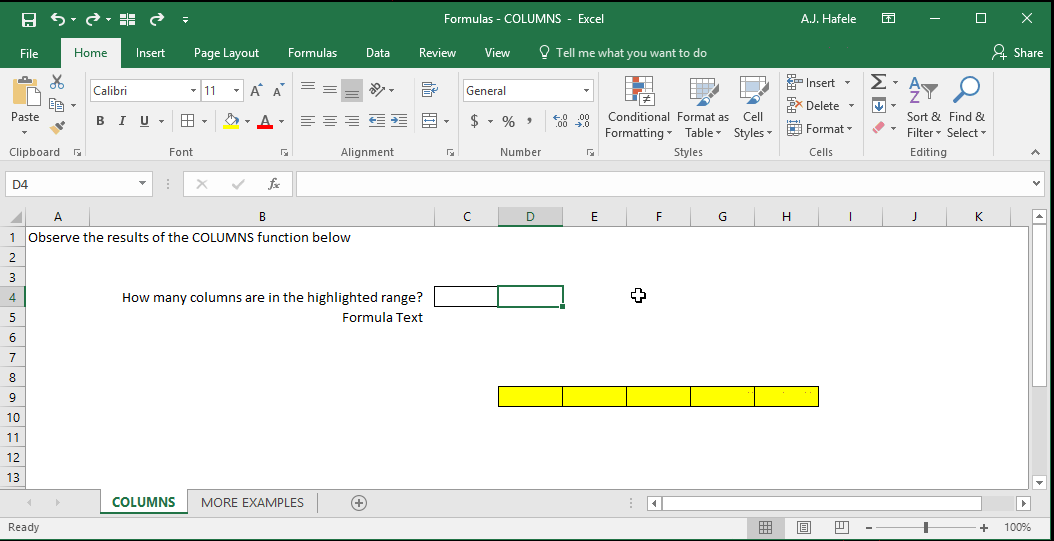 Formulas - COLUMNS - Excel
A.J. Hafele
File Home Insert Page Layout Formulas Data Review View Tell me what you want to do Share
Paste
Clipboard
Calibri 11
B I U A
Font
Alignment
General
$ % ,
Number
Conditional Formatting
Format as Table
Cell Styles
Styles
Insert
Delete
Format
Cells
Sort & Filter
Find & Select
Editing
D4 fx
A B C D E F G H I J K
1 Observe the results of the COLUMNS function below
2
3
4 How many columns are in the highlighted range?
5 Formula Text
6
7
8
9
10
11
12
13
COLUMNS MORE EXAMPLES
Ready 100%